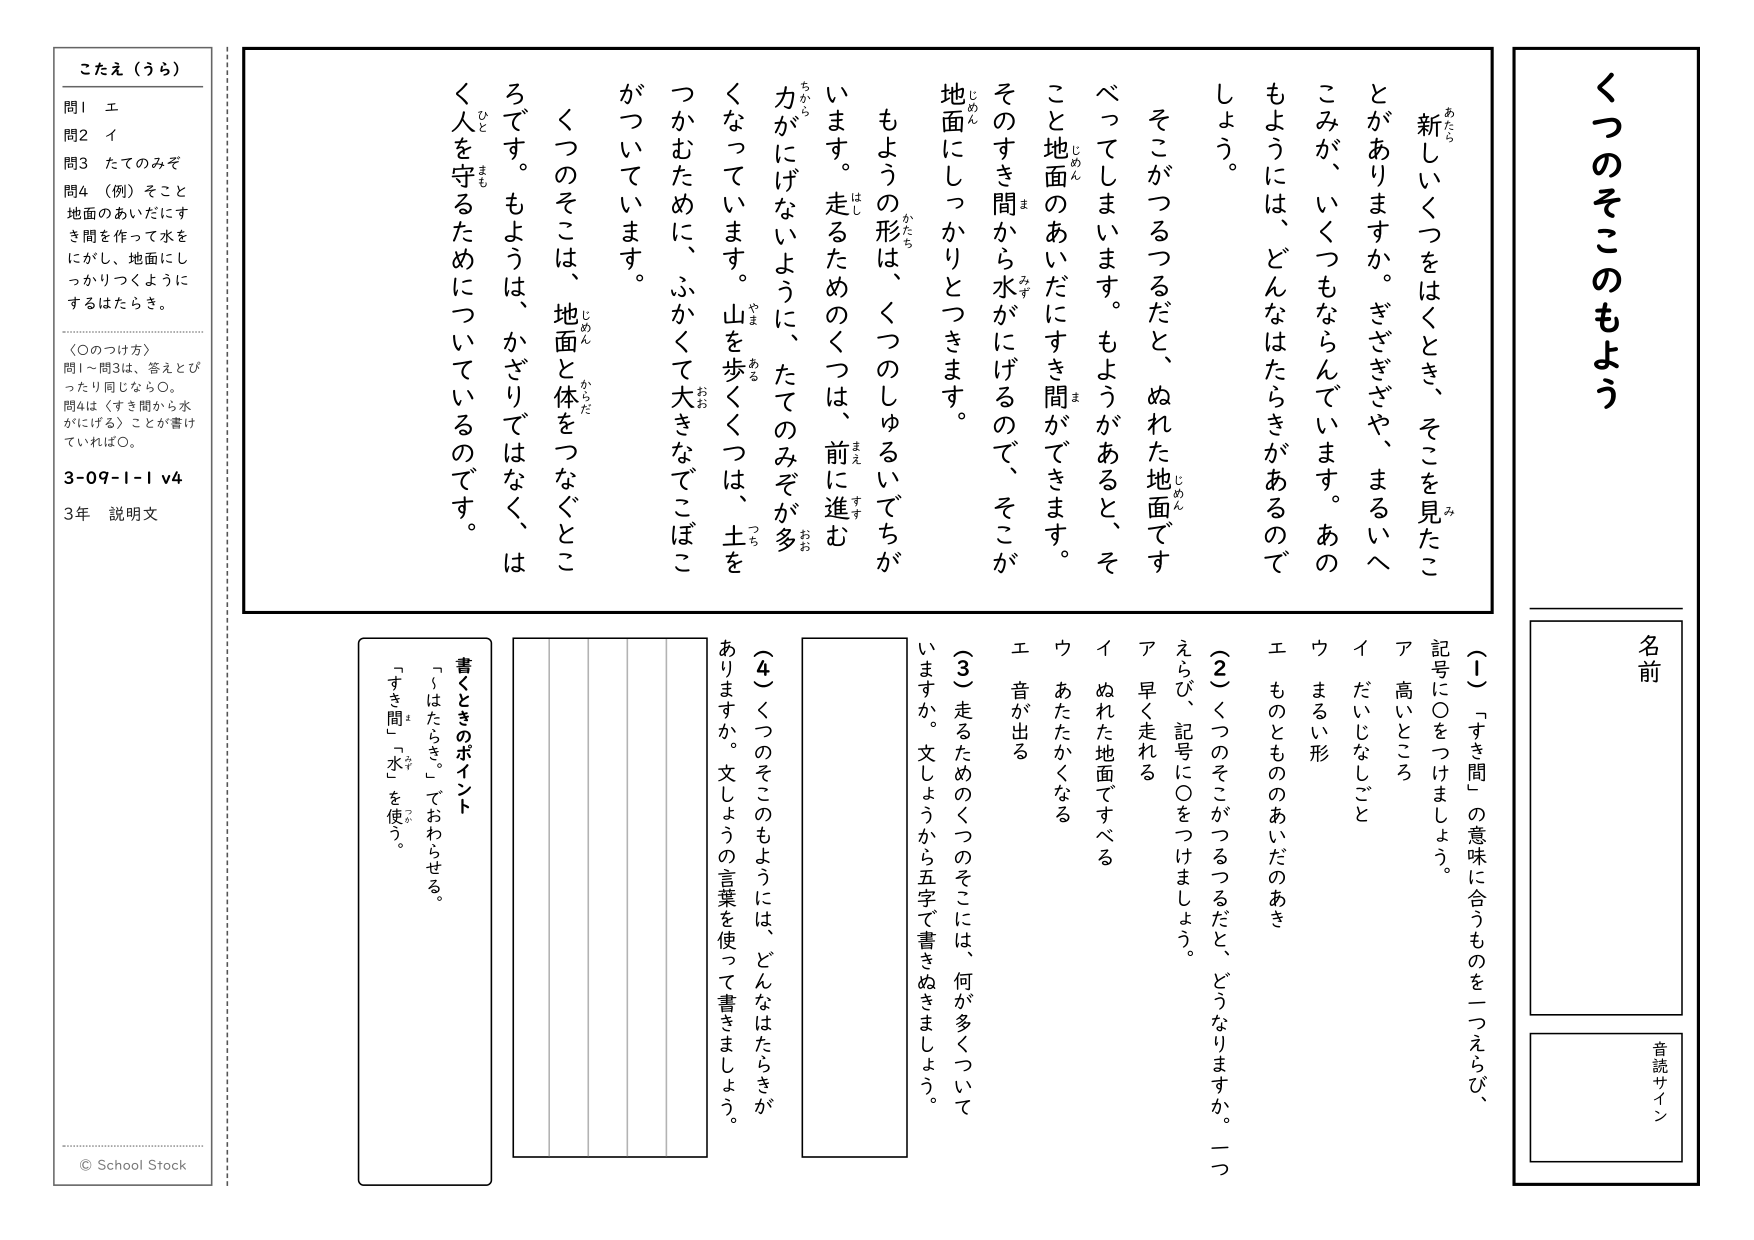 くつのそこのもよう
名前
音読サイン
新しいくつをはくとき、そこを見たこ
とがありますか。ぎざぎざや、まるいへ
こみが、いくつもならんでいます。あの
もようには、どんなはたらきがあるので
しょう。
そこがつるつるだと、ぬれた地面です
べってしまいます。もようがあると、そ
こと地面のあいだにすき間ができます。
そのすき間から水がにげるので、そこが
地面にしっかりとつきます。
もようの形は、くつのしゅるいでちが
います。走るためのくつは、前に進む
力がにげないように、たてのみぞが多
くなっています。山を歩くくつは、土を
つかむために、ふかくて大きなでこぼこ
がついています。
くつのそこは、地面と体をつなぐとこ
ろです。もようは、かざりではなく、は
く人を守るためについているのです。
(1)「すき間」の意味に合うものを一つえらび、
記号に〇をつけましょう。
ア 高いところ
イ だいじなしごと
ウ まるい形
エ ものともののあいだのあき
(2)くつのそこがつるつるだと、どうなりますか。一つ
えらび、記号に〇をつけましょう。
ア 早く走れる
イ ぬれた地面ですべる
ウ あたたかくなる
エ 音が出る
(3)走るためのくつのそこには、何が多くついて
いますか。文しょうから五字で書きぬきましょう。
(4)くつのそこのもようには、どんなはたらきが
ありますか。文しょうの言葉を使って書きましょう。
書くときのポイント
「〜はたらき。」でおわらせる。
「すき間」「水」を使う。
こたえ（うら）
問1 エ
問2 イ
問3 たてのみぞ
問4 （例）そこと
地面のあいだにす
き間を作って水を
にがし、地面にし
っかりつくように
するはたらき。
〈〇のつけ方〉
問1〜問3は、答えとぴ
ったり同じなら〇。
問4は〈すき間から水
がにげる〉ことが書け
ていれば〇。
3-09-1-1 v4
3年 説明文
© School Stock